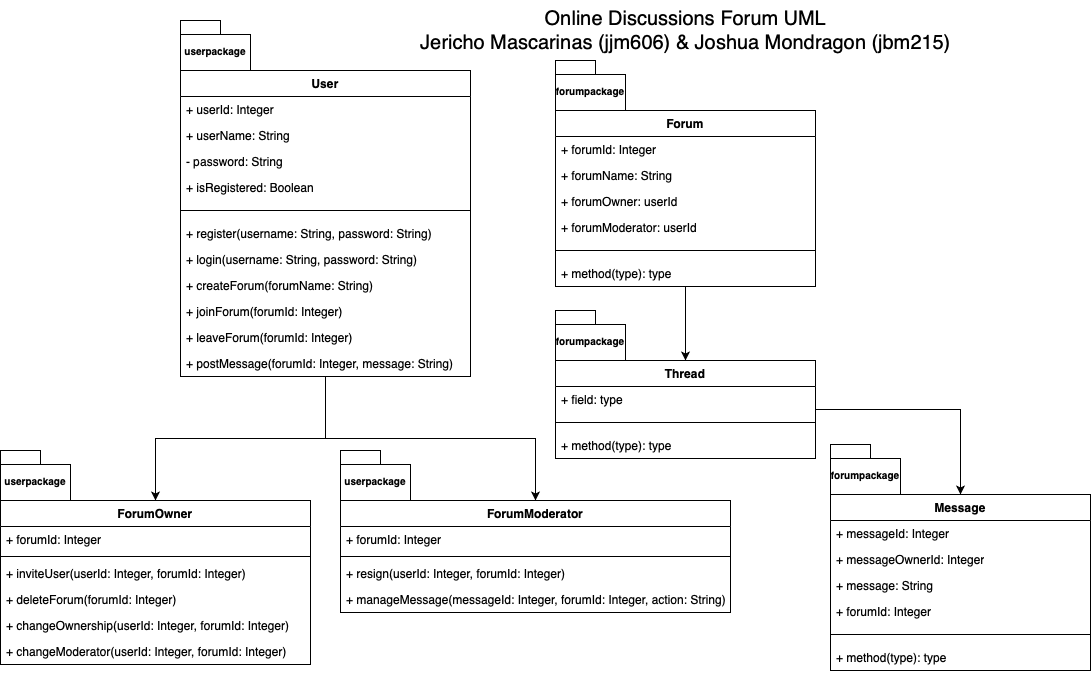 Online Discussions Forum UML
Jericho Mascarinas (jjm606) & Joshua Mondragon (jbm215)
userpackage
User
+ userId: Integer
+ userName: String
- password: String
+ isRegistered: Boolean
+ register(username: String, password: String)
+ login(username: String, password: String)
+ createForum(forumName: String)
+ joinForum(forumId: Integer)
+ leaveForum(forumId: Integer)
+ postMessage(forumId: Integer, message: String)
forumpackage
Forum
+ forumId: Integer
+ forumName: String
+ forumOwner: userId
+ forumModerator: userId
+ method(type): type
forumpackage
Thread
+ field: type
+ method(type): type
userpackage
ForumOwner
+ forumId: Integer
+ inviteUser(userId: Integer, forumId: Integer)
+ deleteForum(forumId: Integer)
+ changeOwnership(userId: Integer, forumId: Integer)
+ changeModerator(userId: Integer, forumId: Integer)
userpackage
ForumModerator
+ forumId: Integer
+ resign(userId: Integer, forumId: Integer)
+ manageMessage(messageId: Integer, forumId: Integer, action: String)
forumpackage
Message
+ messageId: Integer
+ messageOwnerId: Integer
+ message: String
+ forumId: Integer
+ method(type): type